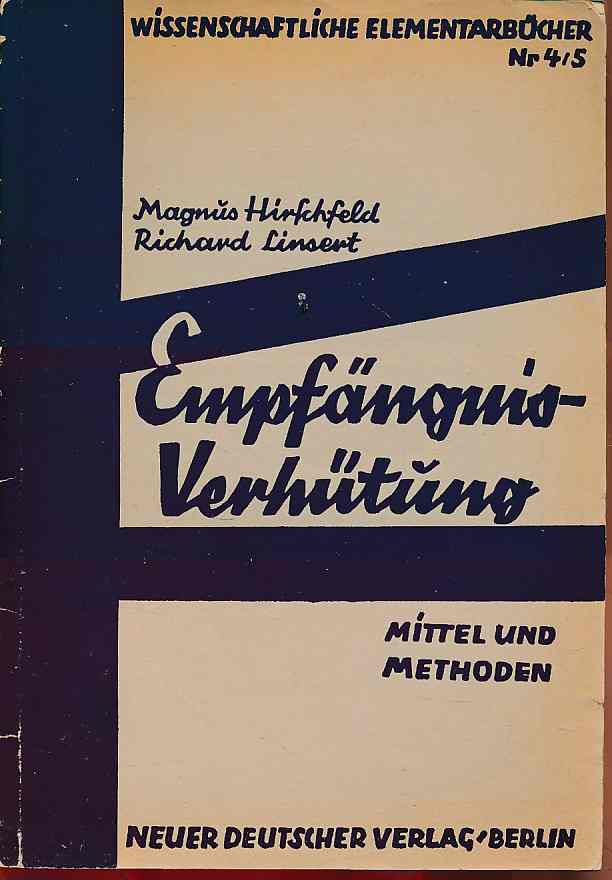 WISSENSCHAFTLICHE ELEMENTARBÜCHER
Nr 4/5
Magnus Hirschfeld
Richard Linsert
Empfängnis-
Verhütung
MITTEL UND
METHODEN
NEUER DEUTSCHER VERLAG/BERLIN